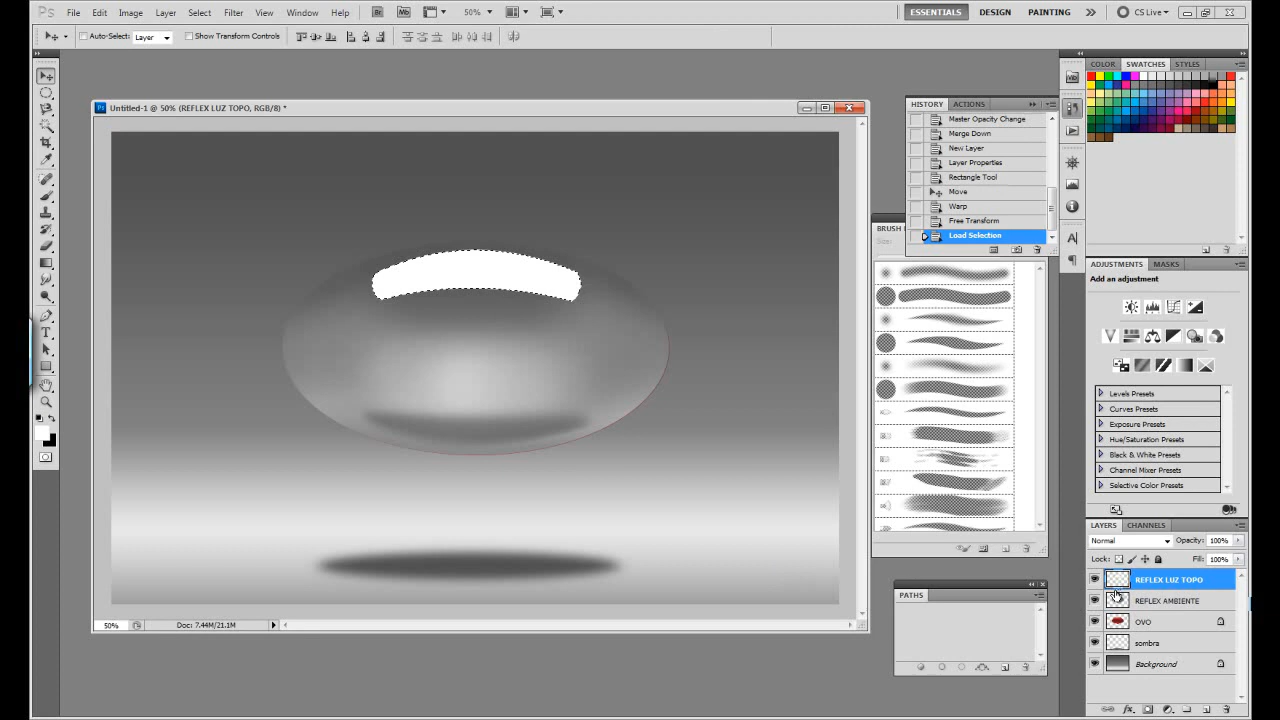 Ps File Edit Image Layer Select Filter View Window Help Br Mb 50% ESSENTIALS DESIGN PAINTING CS Live
Auto-Select: Layer Show Transform Controls
Untitled-1 @ 50% (REFLEX LUZ TOPO, RGB/8) *
50% Doc: 7.44M/21.1M
HISTORY ACTIONS
Master Opacity Change
Merge Down
New Layer
Layer Properties
Rectangle Tool
Move
Warp
Free Transform
Load Selection
BRUSH
Size:
PATHS
COLOR SWATCHES STYLES
ADJUSTMENTS MASKS
Add an adjustment
Levels Presets
Curves Presets
Exposure Presets
Hue/Saturation Presets
Black & White Presets
Channel Mixer Presets
Selective Color Presets
LAYERS CHANNELS
Normal Opacity: 100%
Lock: Fill: 100%
REFLEX LUZ TOPO
REFLEX AMBIENTE
OVO
sombra
Background